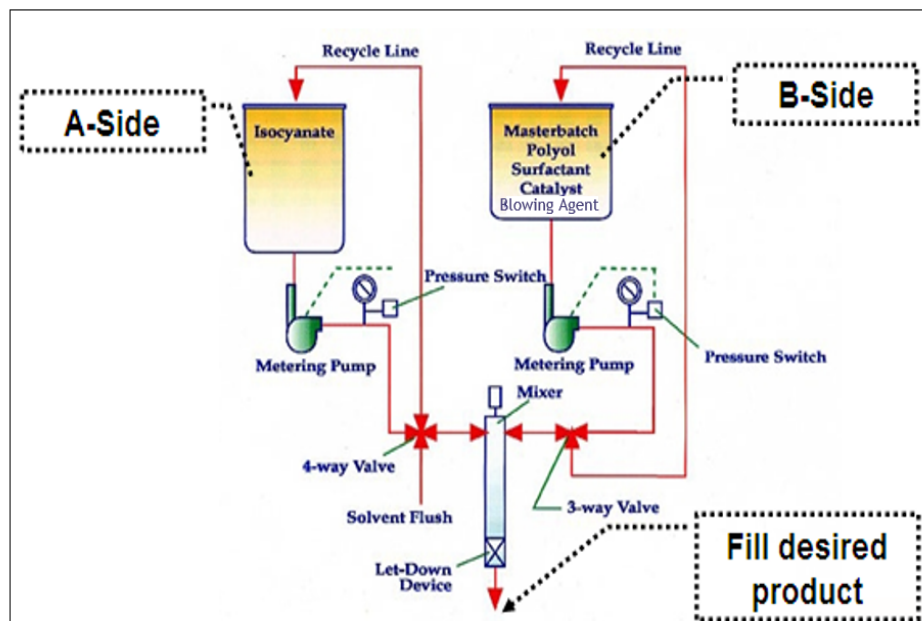 Recycle Line
Recycle Line
A-Side
B-Side
Isocyanate
Masterbatch
Polyol
Surfactant
Catalyst
Blowing Agent
Pressure Switch
Metering Pump
Pressure Switch
Metering Pump
Mixer
4-way Valve
3-way Valve
Solvent Flush
Let-Down
Device
Fill desired
product